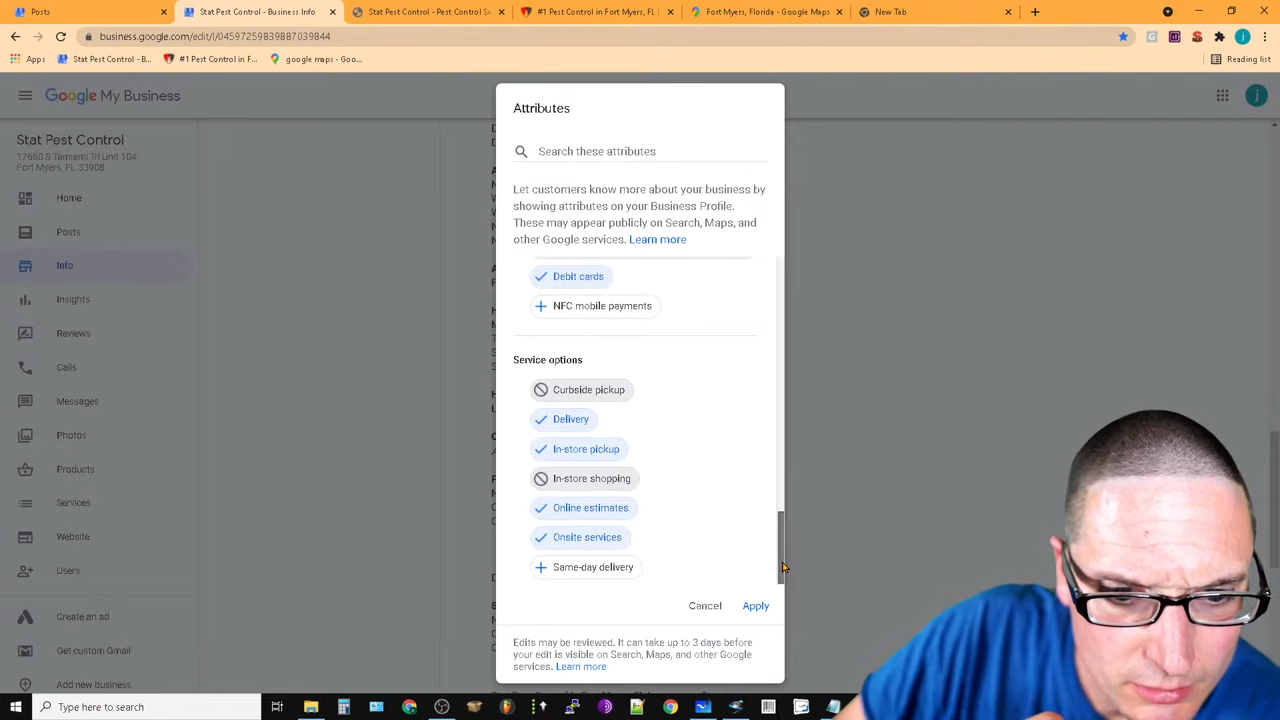 Posts
Stat Pest Control - Business Info
Stat Pest Control - Pest Control S
#1 Pest Control in Fort Myers, FL |
Fort Myers, Florida - Google Maps
New Tab
business.google.com/edit/l/04597259839887039844
Apps
Stat Pest Control - B...
#1 Pest Control in F...
google maps - Goo...
Reading list
Google My Business
Stat Pest Control
17660 S Tamiami Trl Unit 104
Fort Myers, FL 33908
Home
Posts
Info
Insights
Reviews
Calls
Messages
Photos
Products
Services
Website
Users
Create an ad
Get custom Gmail
Add new business
Attributes
Search these attributes
Let customers know more about your business by
showing attributes on your Business Profile.
These may appear publicly on Search, Maps, and
other Google services. Learn more
Debit cards
NFC mobile payments
Service options
Curbside pickup
Delivery
In-store pickup
In-store shopping
Online estimates
Onsite services
Same-day delivery
Cancel Apply
Edits may be reviewed. It can take up to 3 days before
your edit is visible on Search, Maps, and other Google
services. Learn more
Type here to search